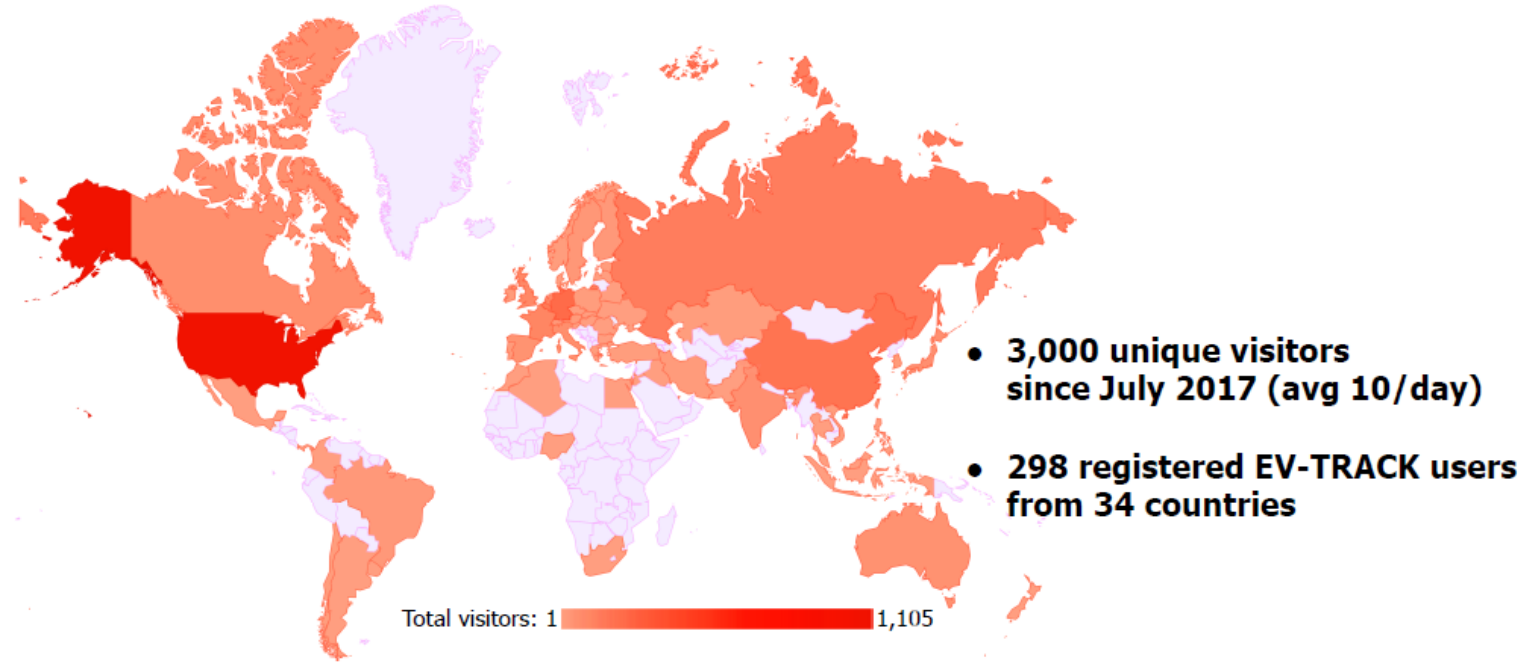 • 3,000 unique visitors
since July 2017 (avg 10/day)
• 298 registered EV-TRACK users
from 34 countries
Total visitors: 1 1,105